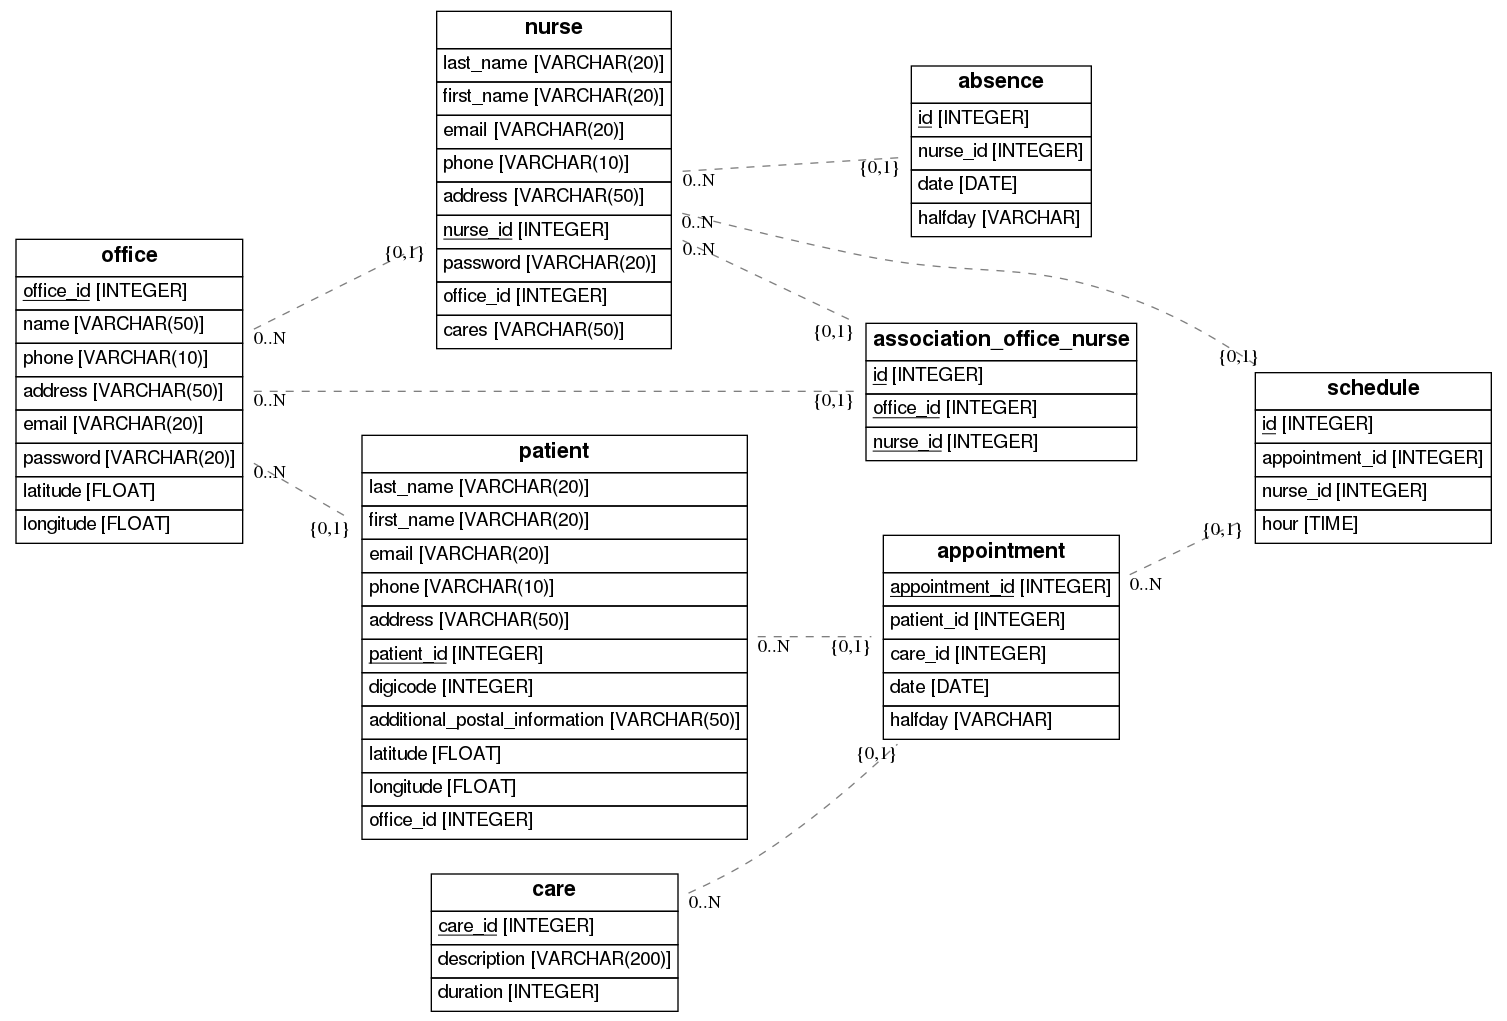 nurse
last_name [VARCHAR(20)]
first_name [VARCHAR(20)]
email [VARCHAR(20)]
phone [VARCHAR(10)]
address [VARCHAR(50)]
nurse_id [INTEGER]
password [VARCHAR(20)]
office_id [INTEGER]
cares [VARCHAR(50)]
absence
id [INTEGER]
nurse_id [INTEGER]
date [DATE]
halfday [VARCHAR]
0..N
{0,1}
0..N
0..N
{0,1}
{0,1}
office
office_id [INTEGER]
name [VARCHAR(50)]
phone [VARCHAR(10)]
address [VARCHAR(50)]
email [VARCHAR(20)]
password [VARCHAR(20)]
latitude [FLOAT]
longitude [FLOAT]
{0,1}
0..N
0..N
{0,1}
0..N
{0,1}
association_office_nurse
id [INTEGER]
office_id [INTEGER]
nurse_id [INTEGER]
schedule
id [INTEGER]
appointment_id [INTEGER]
nurse_id [INTEGER]
hour [TIME]
patient
last_name [VARCHAR(20)]
first_name [VARCHAR(20)]
email [VARCHAR(20)]
phone [VARCHAR(10)]
address [VARCHAR(50)]
patient_id [INTEGER]
digicode [INTEGER]
additional_postal_information [VARCHAR(50)]
latitude [FLOAT]
longitude [FLOAT]
office_id [INTEGER]
0..N
{0,1}
appointment
appointment_id [INTEGER]
patient_id [INTEGER]
care_id [INTEGER]
date [DATE]
halfday [VARCHAR]
{0,1}
0..N
{0,1}
0..N
care
care_id [INTEGER]
description [VARCHAR(200)]
duration [INTEGER]